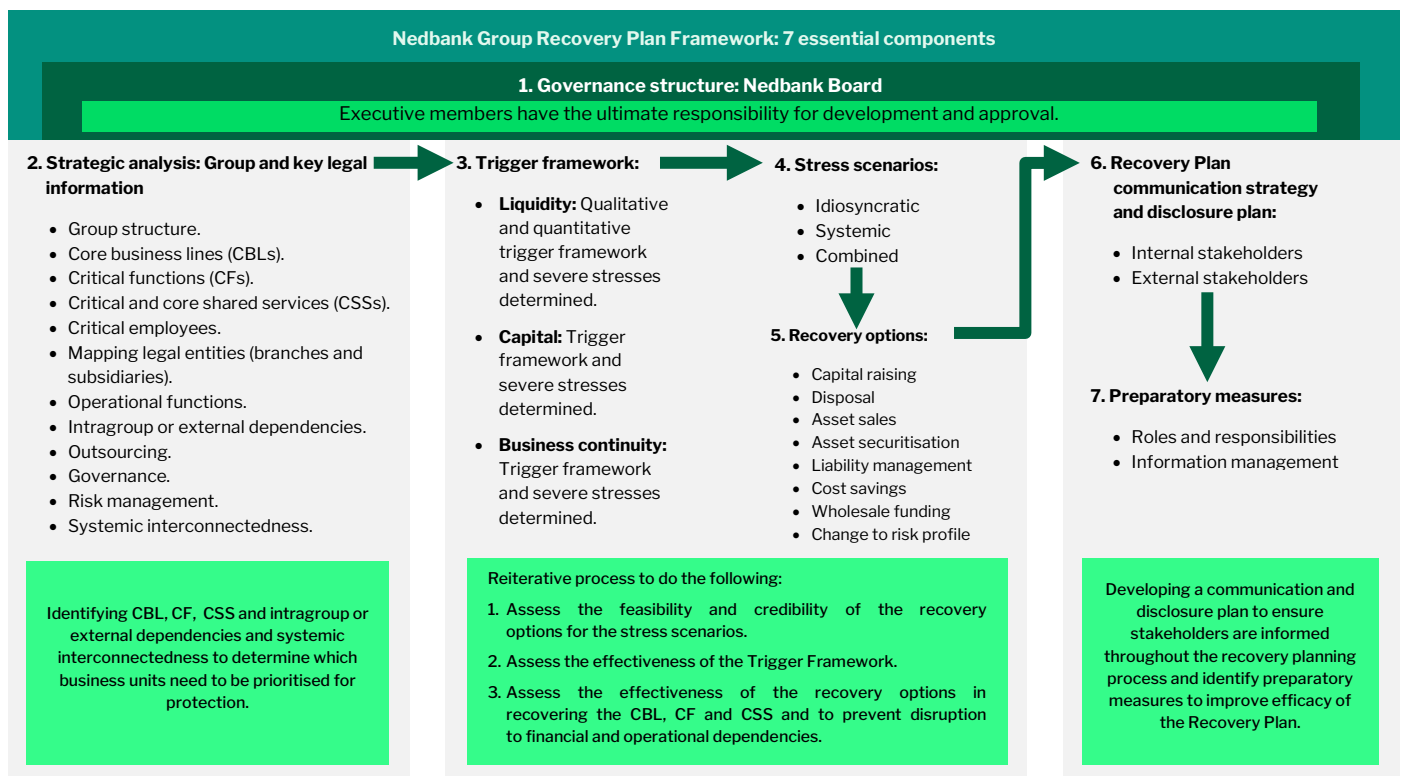 Nedbank Group Recovery Plan Framework: 7 essential components
1. Governance structure: Nedbank Board
Executive members have the ultimate responsibility for development and approval.
2. Strategic analysis: Group and key legal
information
• Group structure.
• Core business lines (CBLs).
• Critical functions (CFs).
• Critical and core shared services (CSSs).
• Critical employees.
• Mapping legal entities (branches and
subsidiaries).
• Operational functions.
• Intragroup or external dependencies.
• Outsourcing.
• Governance.
• Risk management.
• Systemic interconnectedness.
Identifying CBL, CF, CSS and intragroup or
external dependencies and systemic
interconnectedness to determine which
business units need to be prioritised for
protection.
3. Trigger framework:
• Liquidity: Qualitative
and quantitative
trigger framework
and severe stresses
determined.
• Capital: Trigger
framework and
severe stresses
determined.
• Business continuity:
Trigger framework
and severe stresses
determined.
4. Stress scenarios:
• Idiosyncratic
• Systemic
• Combined
5. Recovery options:
• Capital raising
• Disposal
• Asset sales
• Asset securitisation
• Liability management
• Cost savings
• Wholesale funding
• Change to risk profile
Reiterative process to do the following:
1. Assess the feasibility and credibility of the recovery
options for the stress scenarios.
2. Assess the effectiveness of the Trigger Framework.
3. Assess the effectiveness of the recovery options in
recovering the CBL, CF and CSS and to prevent disruption
to financial and operational dependencies.
6. Recovery Plan
communication strategy
and disclosure plan:
• Internal stakeholders
• External stakeholders
7. Preparatory measures:
• Roles and responsibilities
• Information management
Developing a communication and
disclosure plan to ensure
stakeholders are informed
throughout the recovery planning
process and identify preparatory
measures to improve efficacy of
the Recovery Plan.